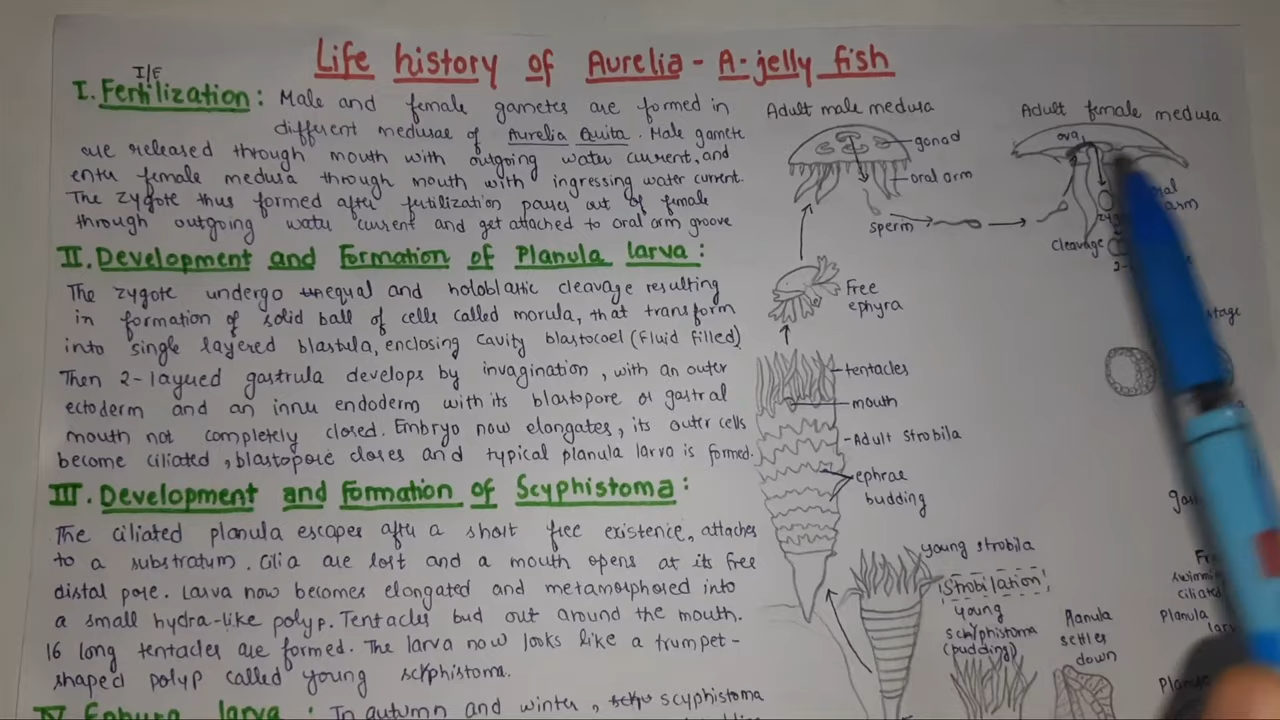 Life history of Aurelia - A-jelly fish
I/E
I. Fertilization : Male and female gametes are formed in
different medusae of Aurelia Aurita. Male gamete
are released through mouth with outgoing water current, and
enter female medusa through mouth with ingressing water current.
The zygote thus formed after fertilization passes out of female
through outgoing water current and get attached to oral arm groove
II. Development and Formation of Planula larva :
The zygote undergo unequal and holoblastic cleavage resulting
in formation of solid ball of cells called morula, that transform
into single layered blastula, enclosing cavity blastocoel (fluid filled).
Then 2-layered gastrula develops by invagination, with an outer
ectoderm and an inner endoderm with its blastopore or gastral
mouth not completely closed. Embryo now elongates, its outer cells
become ciliated, blastopore closes and typical planula larva is formed.
III. Development and Formation of Scyphistoma :
The ciliated planula escapes after a short free existence, attaches
to a substratum. Cilia are lost and a mouth opens at its free
distal pole. Larva now becomes elongated and metamorphosed into
a small hydra-like polyp. Tentacles bud out around the mouth.
16 long tentacles are formed. The larva now looks like a trumpet-
shaped polyp called young scyphistoma.
IV Ephyra larva : In autumn and winter, scyphistoma
Adult male medusa
gonad
oral arm
sperm
Adult female medusa
ova
arm
cleavage
Free
ephyra
tentacles
mouth
Adult strobila
ephrae
budding
young strobila
Strobilation
young
schyphistoma
(budding)
Planula
settles
down
swimming
ciliated
Planula